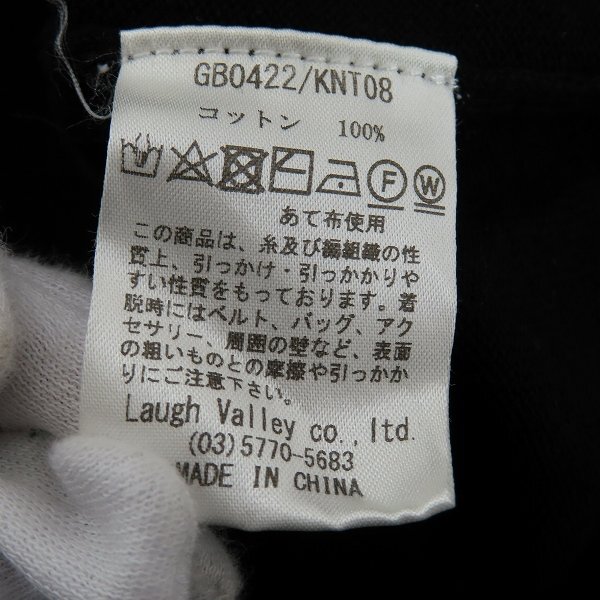 GB0422/KNT08
コットン 100%
F W
あて布使用
この商品は、糸及び編組織の性
質上、引っかけ・引っかかりや
すい性質をもっております。着
脱時にはベルト、バッグ、アク
セサリー、周囲の壁など、表面
の粗いものとの摩擦や引っかか
りにご注意下さい。
Laugh Valley co.,ltd.
(03)5770-5683
MADE IN CHINA